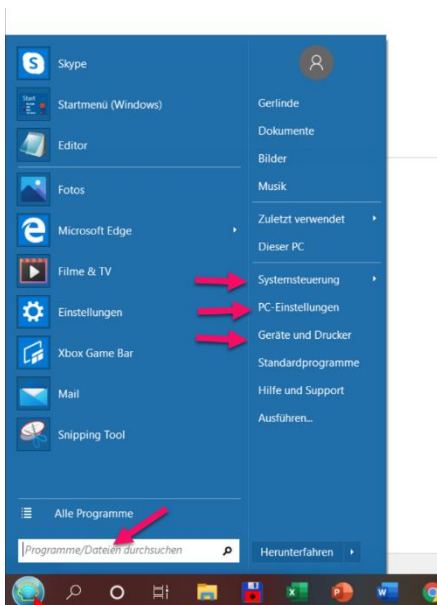 Skype
Start
Startmenü (Windows)
Editor
Fotos
Microsoft Edge
Filme & TV
Einstellungen
Xbox Game Bar
Mail
Snipping Tool
Alle Programme
Programme/Dateien durchsuchen
Gerlinde
Dokumente
Bilder
Musik
Zuletzt verwendet
Dieser PC
Systemsteuerung
PC-Einstellungen
Geräte und Drucker
Standardprogramme
Hilfe und Support
Ausführen...
Herunterfahren